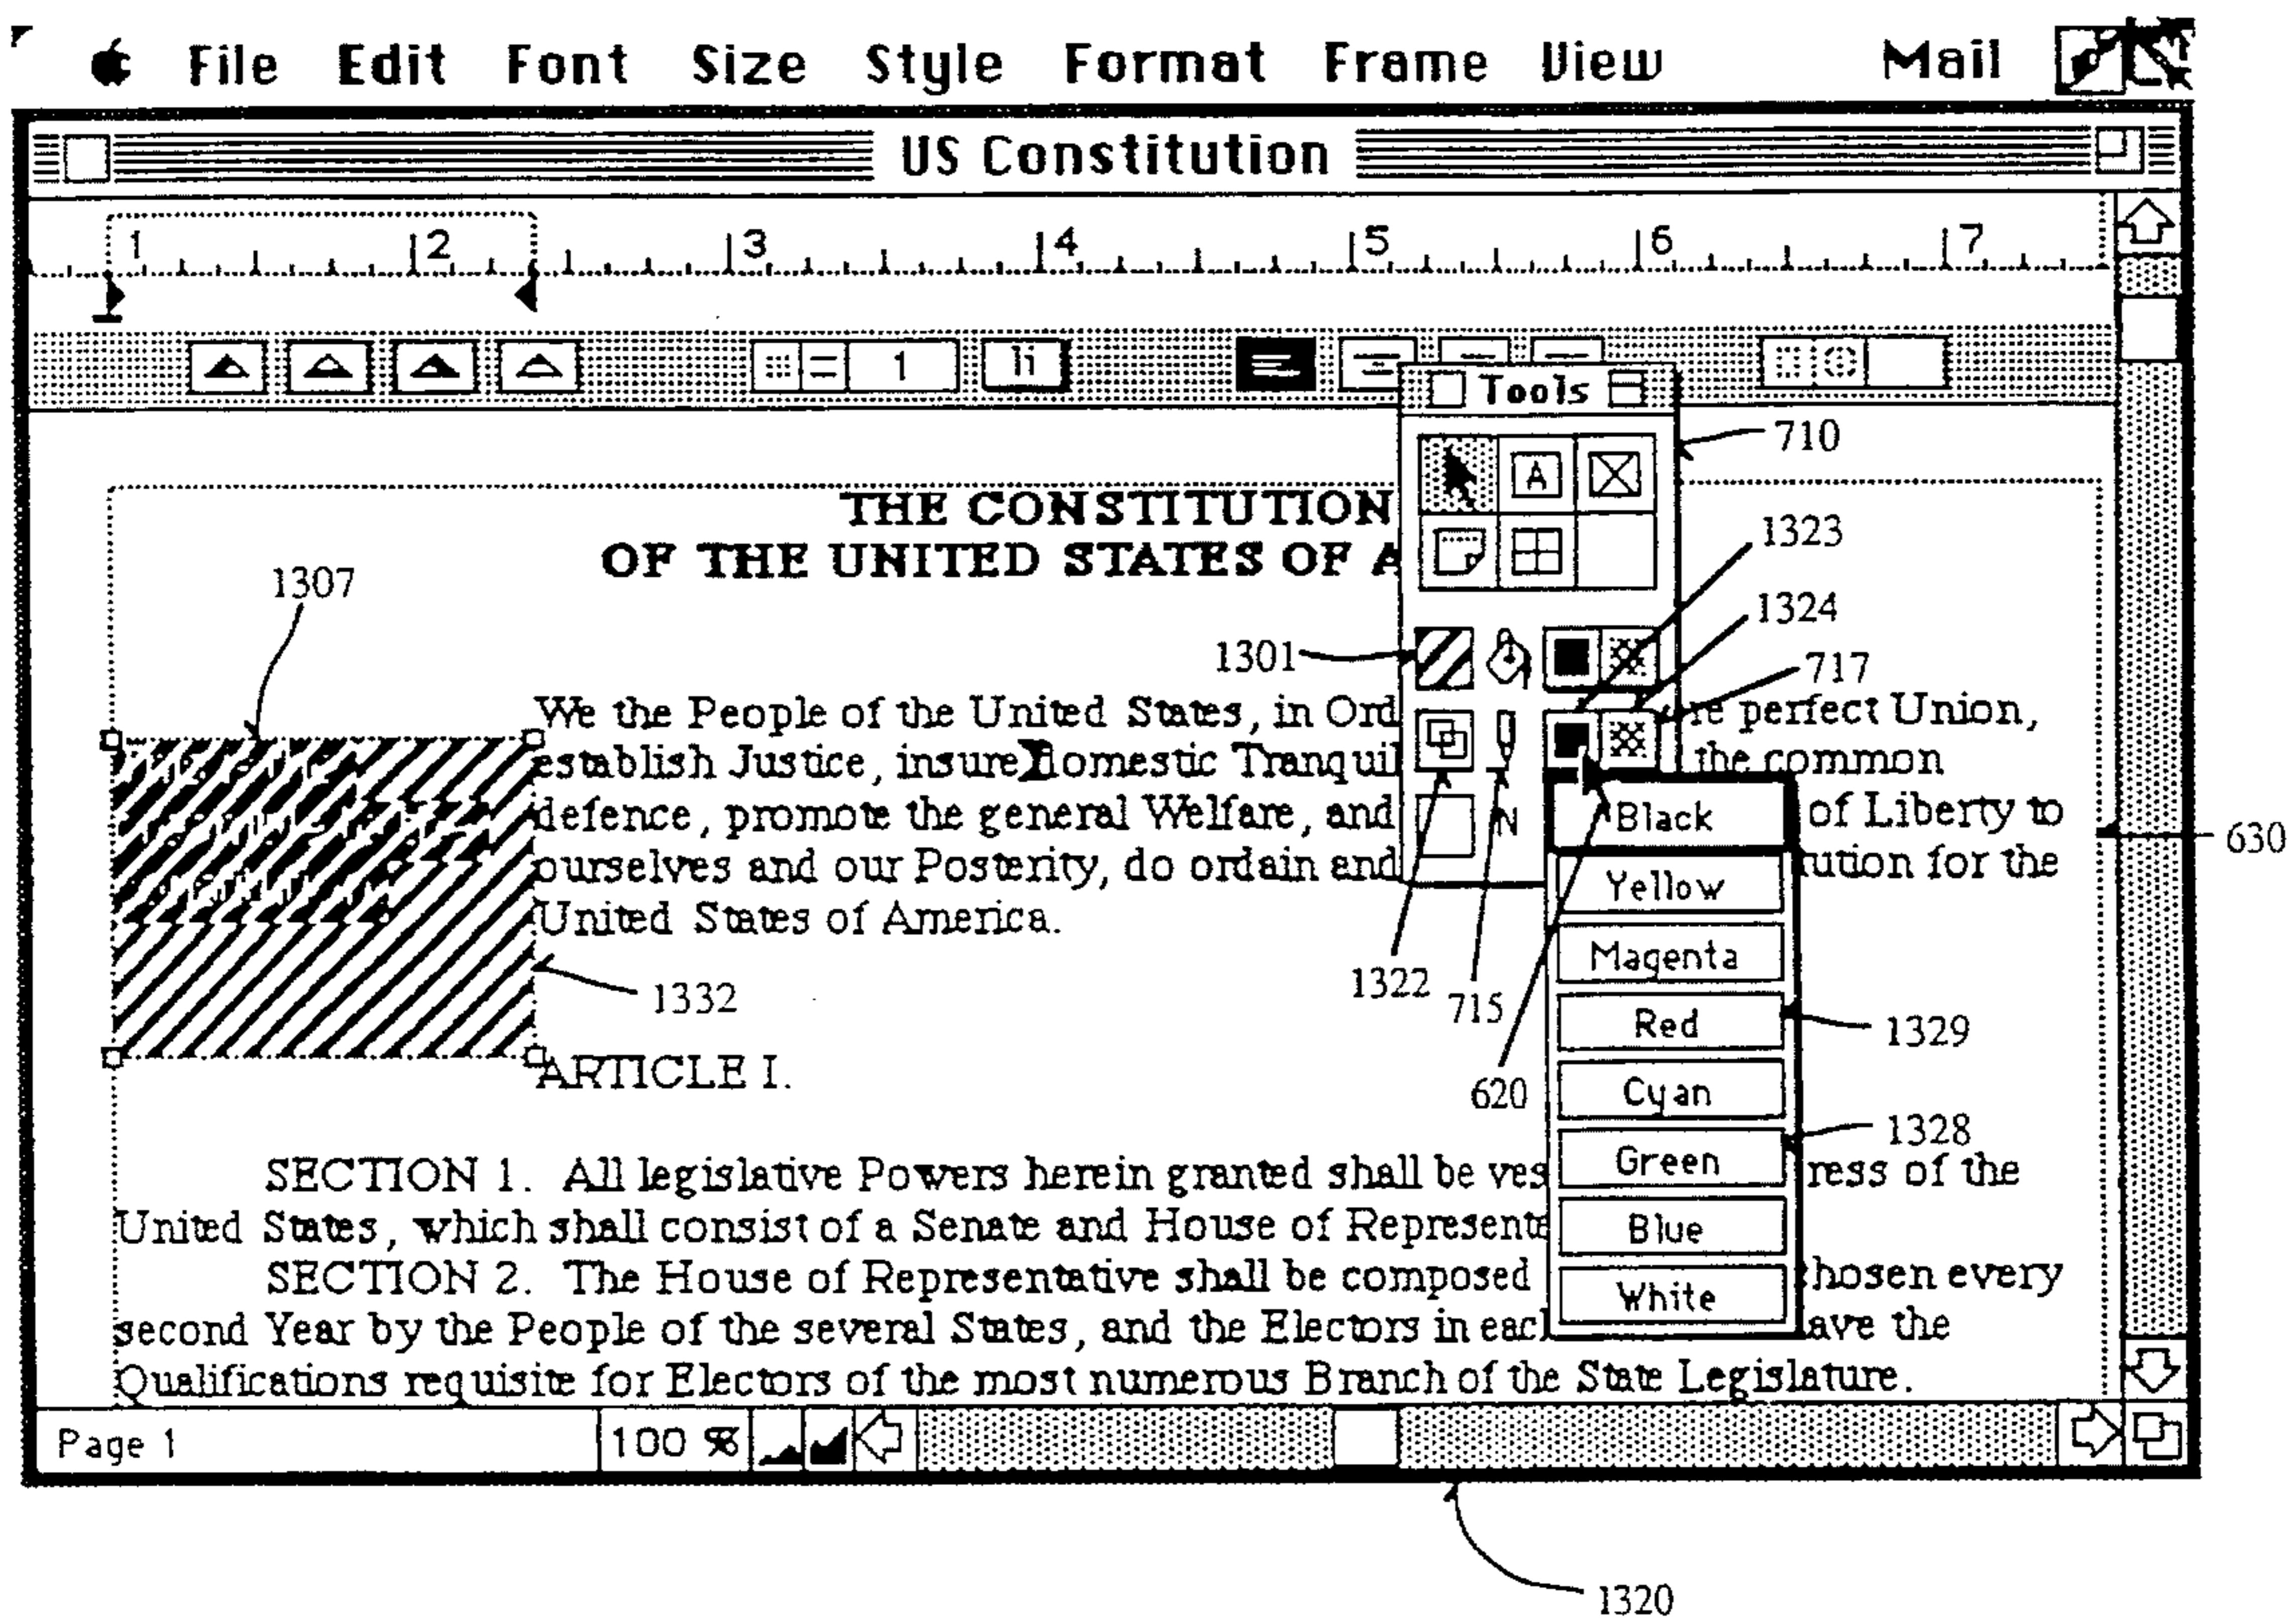 File Edit Font Size Style Format Frame View Mail
US Constitution
1 2 3 4 5 6 7
1 li
Tools
710
THE CONSTITUTION
OF THE UNITED STATES OF A
1323
1307
1324
1301
717
We the People of the United States, in Ord re perfect Union,
establish Justice, insure domestic Tranquil the common
defence, promote the general Welfare, and of Liberty to
ourselves and our Posterity, do ordain and tution for the
United States of America.
A
N
Black
Yellow
Magenta
Red
Cyan
Green
Blue
White
630
1332
1322
715
620
1329
1328
ARTICLE I.
SECTION 1. All legislative Powers herein granted shall be ves ress of the
United States, which shall consist of a Senate and House of Representa
SECTION 2. The House of Representative shall be composed chosen every
second Year by the People of the several States, and the Electors in each ave the
Qualifications requisite for Electors of the most numerous Branch of the State Legislature.
Page 1 100 %
1320